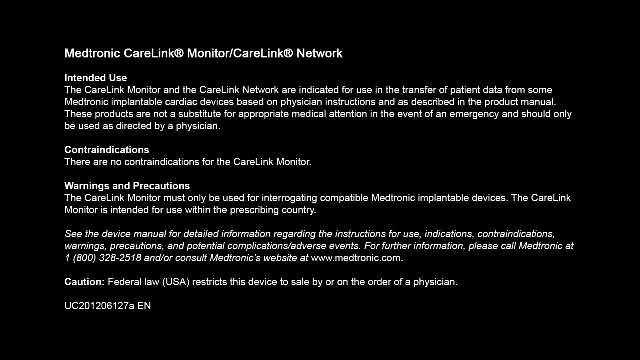 Medtronic CareLink® Monitor/CareLink® Network
Intended Use
The CareLink Monitor and the CareLink Network are indicated for use in the transfer of patient data from some
Medtronic implantable cardiac devices based on physician instructions and as described in the product manual.
These products are not a substitute for appropriate medical attention in the event of an emergency and should only
be used as directed by a physician.
Contraindications
There are no contraindications for the CareLink Monitor.
Warnings and Precautions
The CareLink Monitor must only be used for interrogating compatible Medtronic implantable devices. The CareLink
Monitor is intended for use within the prescribing country.
See the device manual for detailed information regarding the instructions for use, indications, contraindications,
warnings, precautions, and potential complications/adverse events. For further information, please call Medtronic at
1 (800) 328-2518 and/or consult Medtronic's website at www.medtronic.com.
Caution: Federal law (USA) restricts this device to sale by or on the order of a physician.
UC201206127a EN